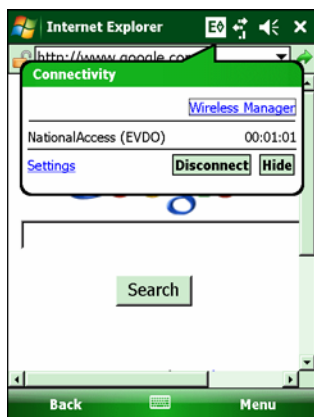 Internet Explorer
http://www.google.co
Connectivity
Wireless Manager
NationalAccess (EVDO) 00:01:01
Settings Disconnect Hide
Search
Back Menu